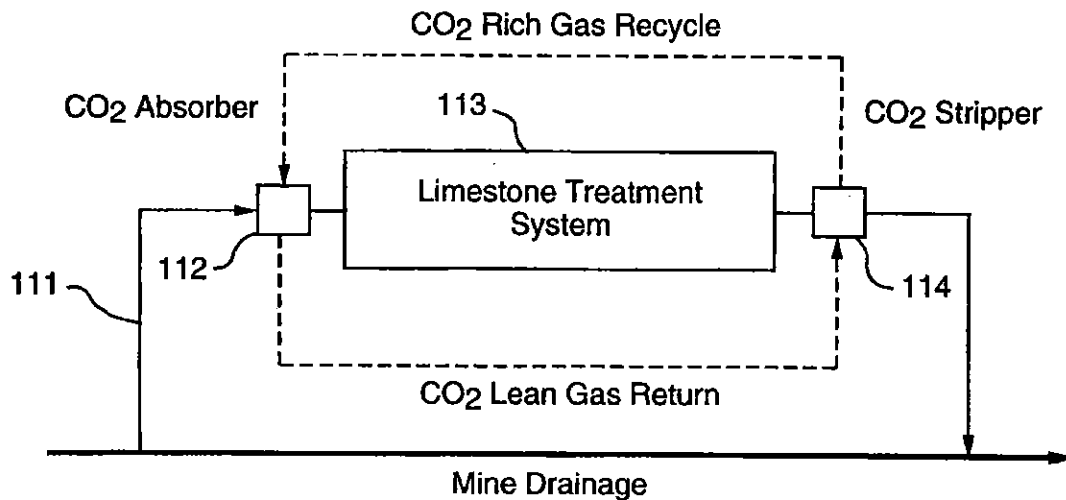 CO2 Rich Gas Recycle
CO2 Absorber
113
CO2 Stripper
Limestone Treatment
System
112
111
114
CO2 Lean Gas Return
Mine Drainage